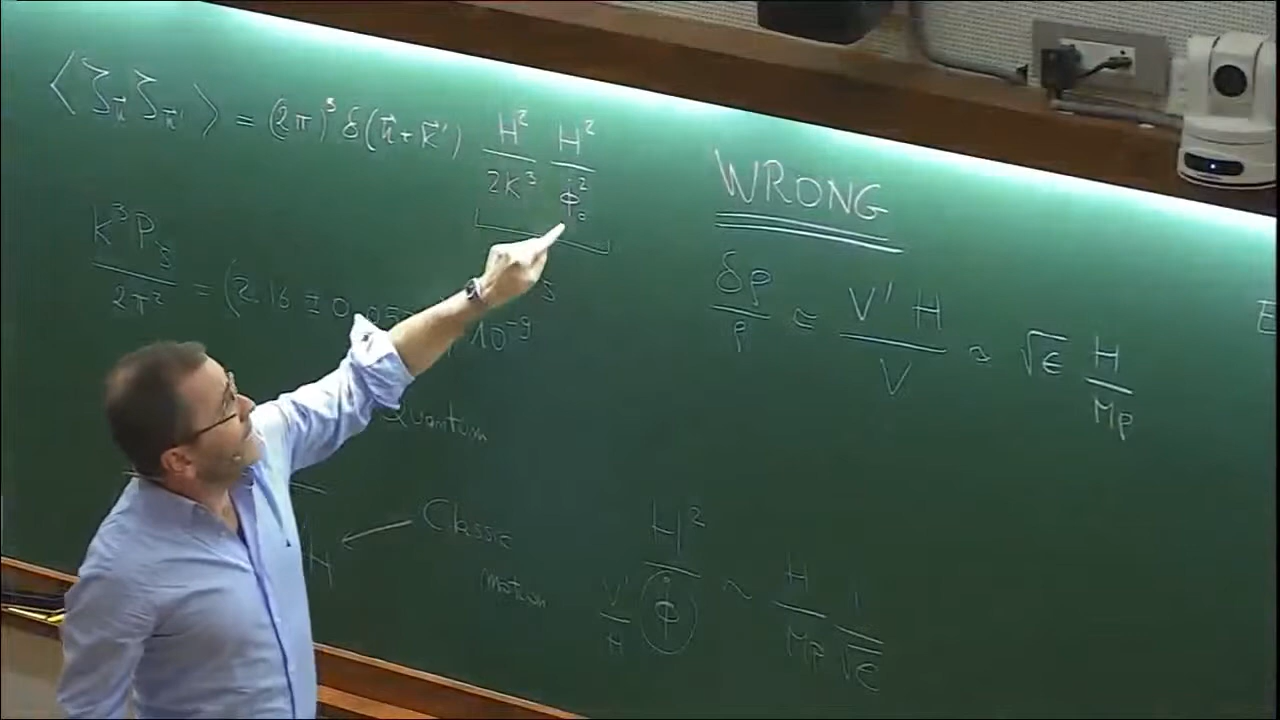 ⟨ζ_k⃗ ζ_k⃗'⟩ = (2π)³ δ(k⃗+k⃗') H²/2k³ H²/φ̇₀²
k³P_ζ/2π² = (2.16 ± 0.05
10⁻⁹
Quantum
H ← Classic
motion
WRONG
δρ/ρ ≃ V'H/V ≃ √ε H/Mp
V'/H H²/φ̇ ~ H/Mp 1/√ε